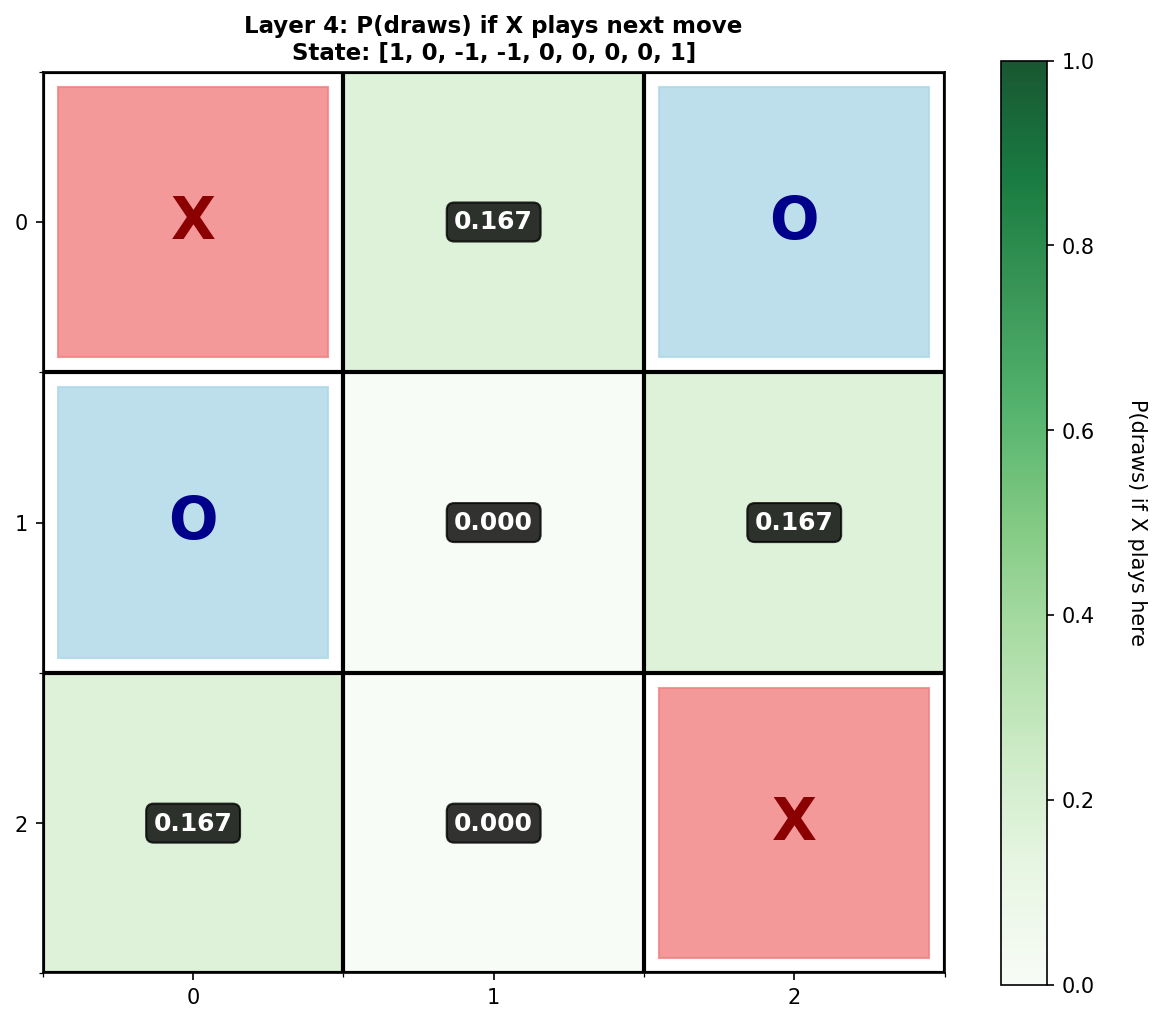 Layer 4: P(draws) if X plays next move
State: [1, 0, -1, -1, 0, 0, 0, 0, 1]
X
0.167
O
O
0.000
0.167
0.167
0.000
X
0
1
2
0
1
2
1.0
0.8
0.6
0.4
0.2
0.0
P(draws) if X plays here